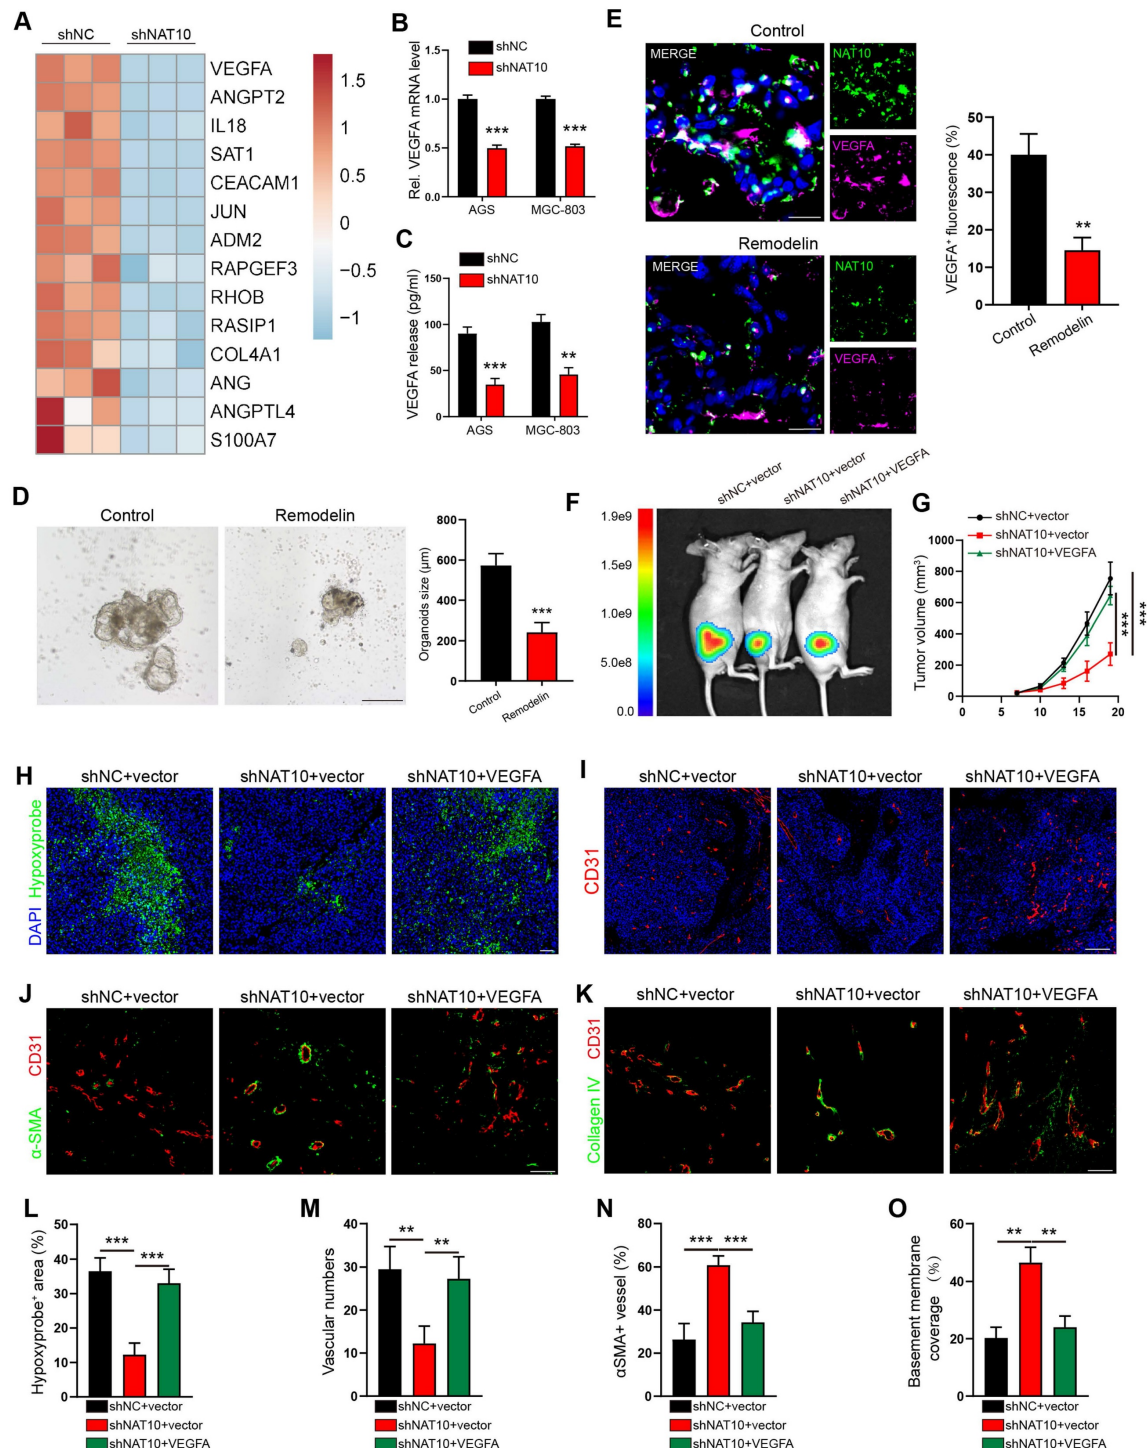 A
shNC shNAT10
VEGFA
ANGPT2
IL18
SAT1
CEACAM1
JUN
ADM2
RAPGEF3
RHOB
RASIP1
COL4A1
ANG
ANGPTL4
S100A7
1.5
1
0.5
0
−0.5
−1
B
shNC
shNAT10
Rel. VEGFA mRNA level
1.5
1.0
0.5
0.0
*** ***
AGS MGC-803
C
shNC
shNAT10
VEGFA release (pg/ml)
150
100
50
0
*** **
AGS MGC-803
E
Control
MERGE
NAT10
VEGFA
Remodelin
MERGE
NAT10
VEGFA
VEGFA⁺ fluorescence (%)
50
40
30
20
10
0
**
Control
Remodelin
D
Control Remodelin
Organoids size (μm)
800
600
400
200
0
***
Control
Remodelin
F
shNC+vector
shNAT10+vector
shNAT10+VEGFA
1.9e9
1.9e9
1.0e9
5.0e8
0.0
G
shNC+vector
shNAT10+vector
shNAT10+VEGFA
Tumor volume (mm³)
1000
800
600
400
200
0
0 5 10 15 20
***
***
H
shNC+vector shNAT10+vector shNAT10+VEGFA
DAPI Hypoxyprobe
I
shNC+vector shNAT10+vector shNAT10+VEGFA
CD31
J
shNC+vector shNAT10+vector shNAT10+VEGFA
α-SMA CD31
K
shNC+vector shNAT10+vector shNAT10+VEGFA
Collagen IV CD31
L
Hypoxyprobe⁺ area (%)
50
40
30
20
10
0
*** ***
shNC+vector
shNAT10+vector
shNAT10+VEGFA
M
Vascular numbers
40
30
20
10
0
** **
shNC+vector
shNAT10+vector
shNAT10+VEGFA
N
αSMA+ vessel (%)
80
60
40
20
0
*** ***
shNC+vector
shNAT10+vector
shNAT10+VEGFA
O
Basement membrane
coverage (%)
60
40
20
0
** **
shNC+vector
shNAT10+vector
shNAT10+VEGFA